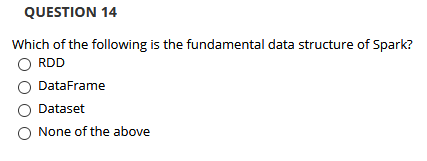 QUESTION 14
Which of the following is the fundamental data structure of Spark?
RDD
DataFrame
Dataset
None of the above